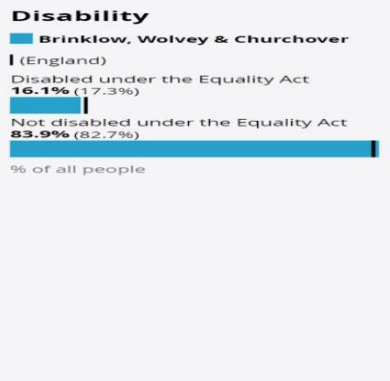 Disability
Brinklow, Wolvey & Churchover
(England)
Disabled under the Equality Act
16.1% (17.3%)
Not disabled under the Equality Act
83.9% (82.7%)
% of all people